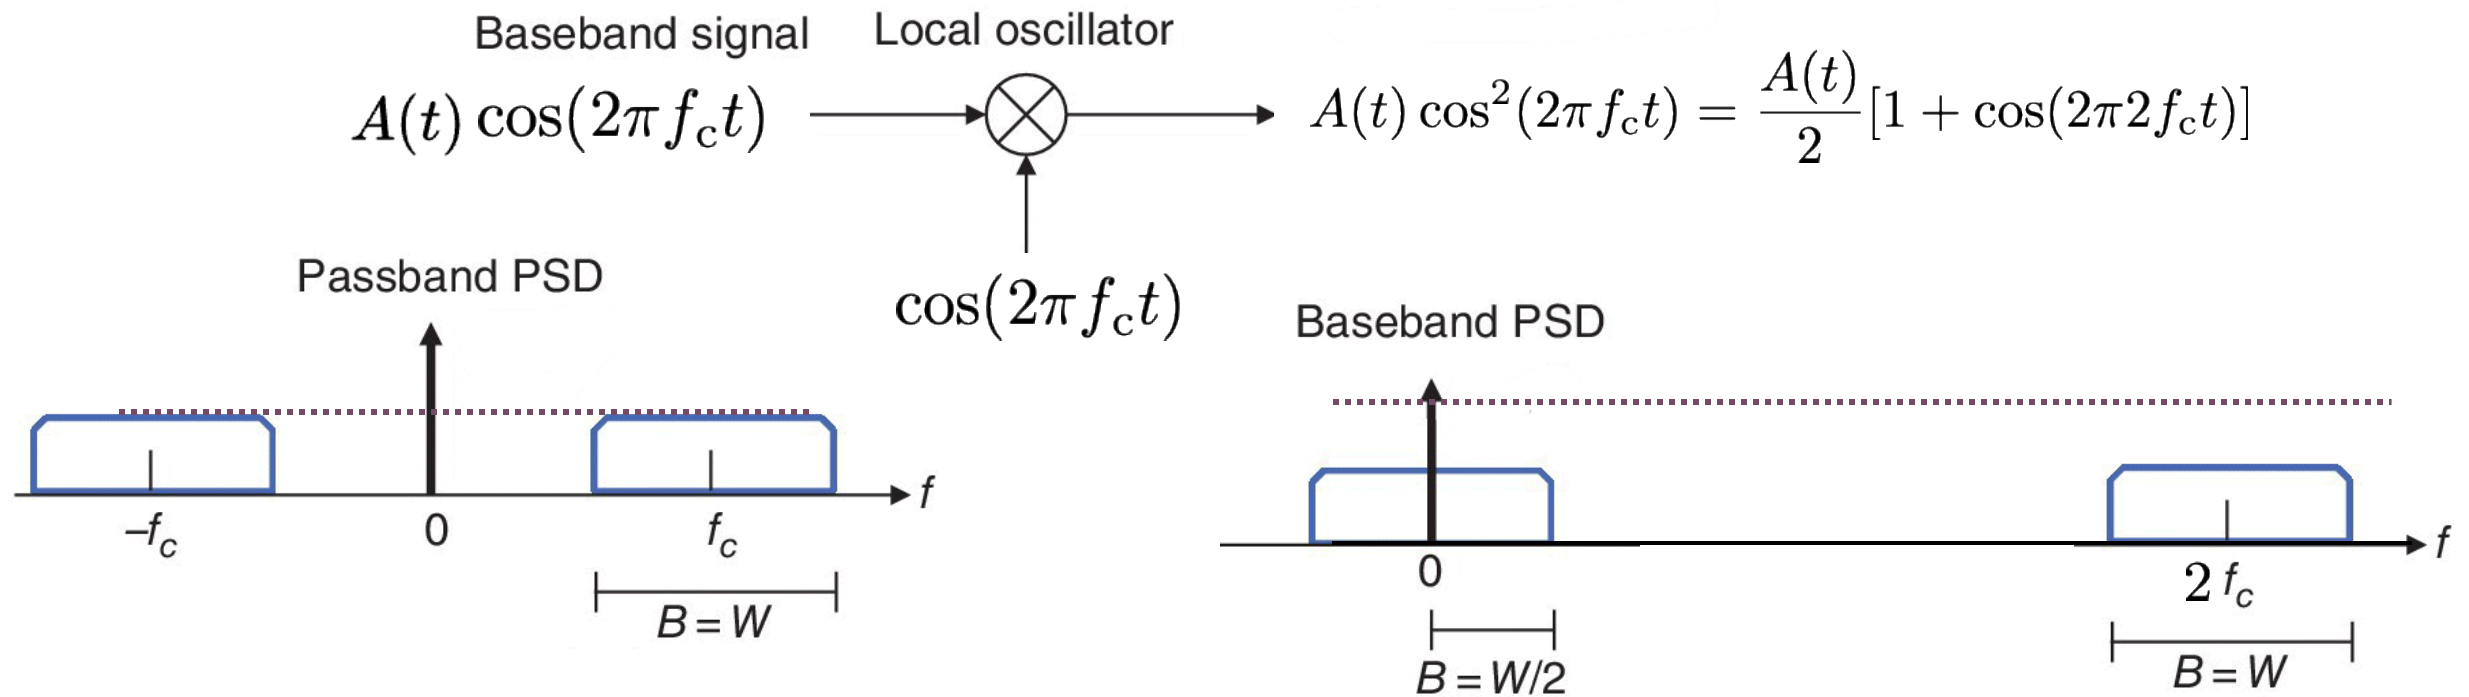 Baseband signal
Local oscillator
A(t) cos(2πf_c t)
A(t) cos²(2πf_c t) = A(t)/2 [1 + cos(2π2f_c t)]
cos(2πf_c t)
Passband PSD
–f_c
0
f_c
f
B = W
Baseband PSD
0
2 f_c
f
B = W/2
B = W